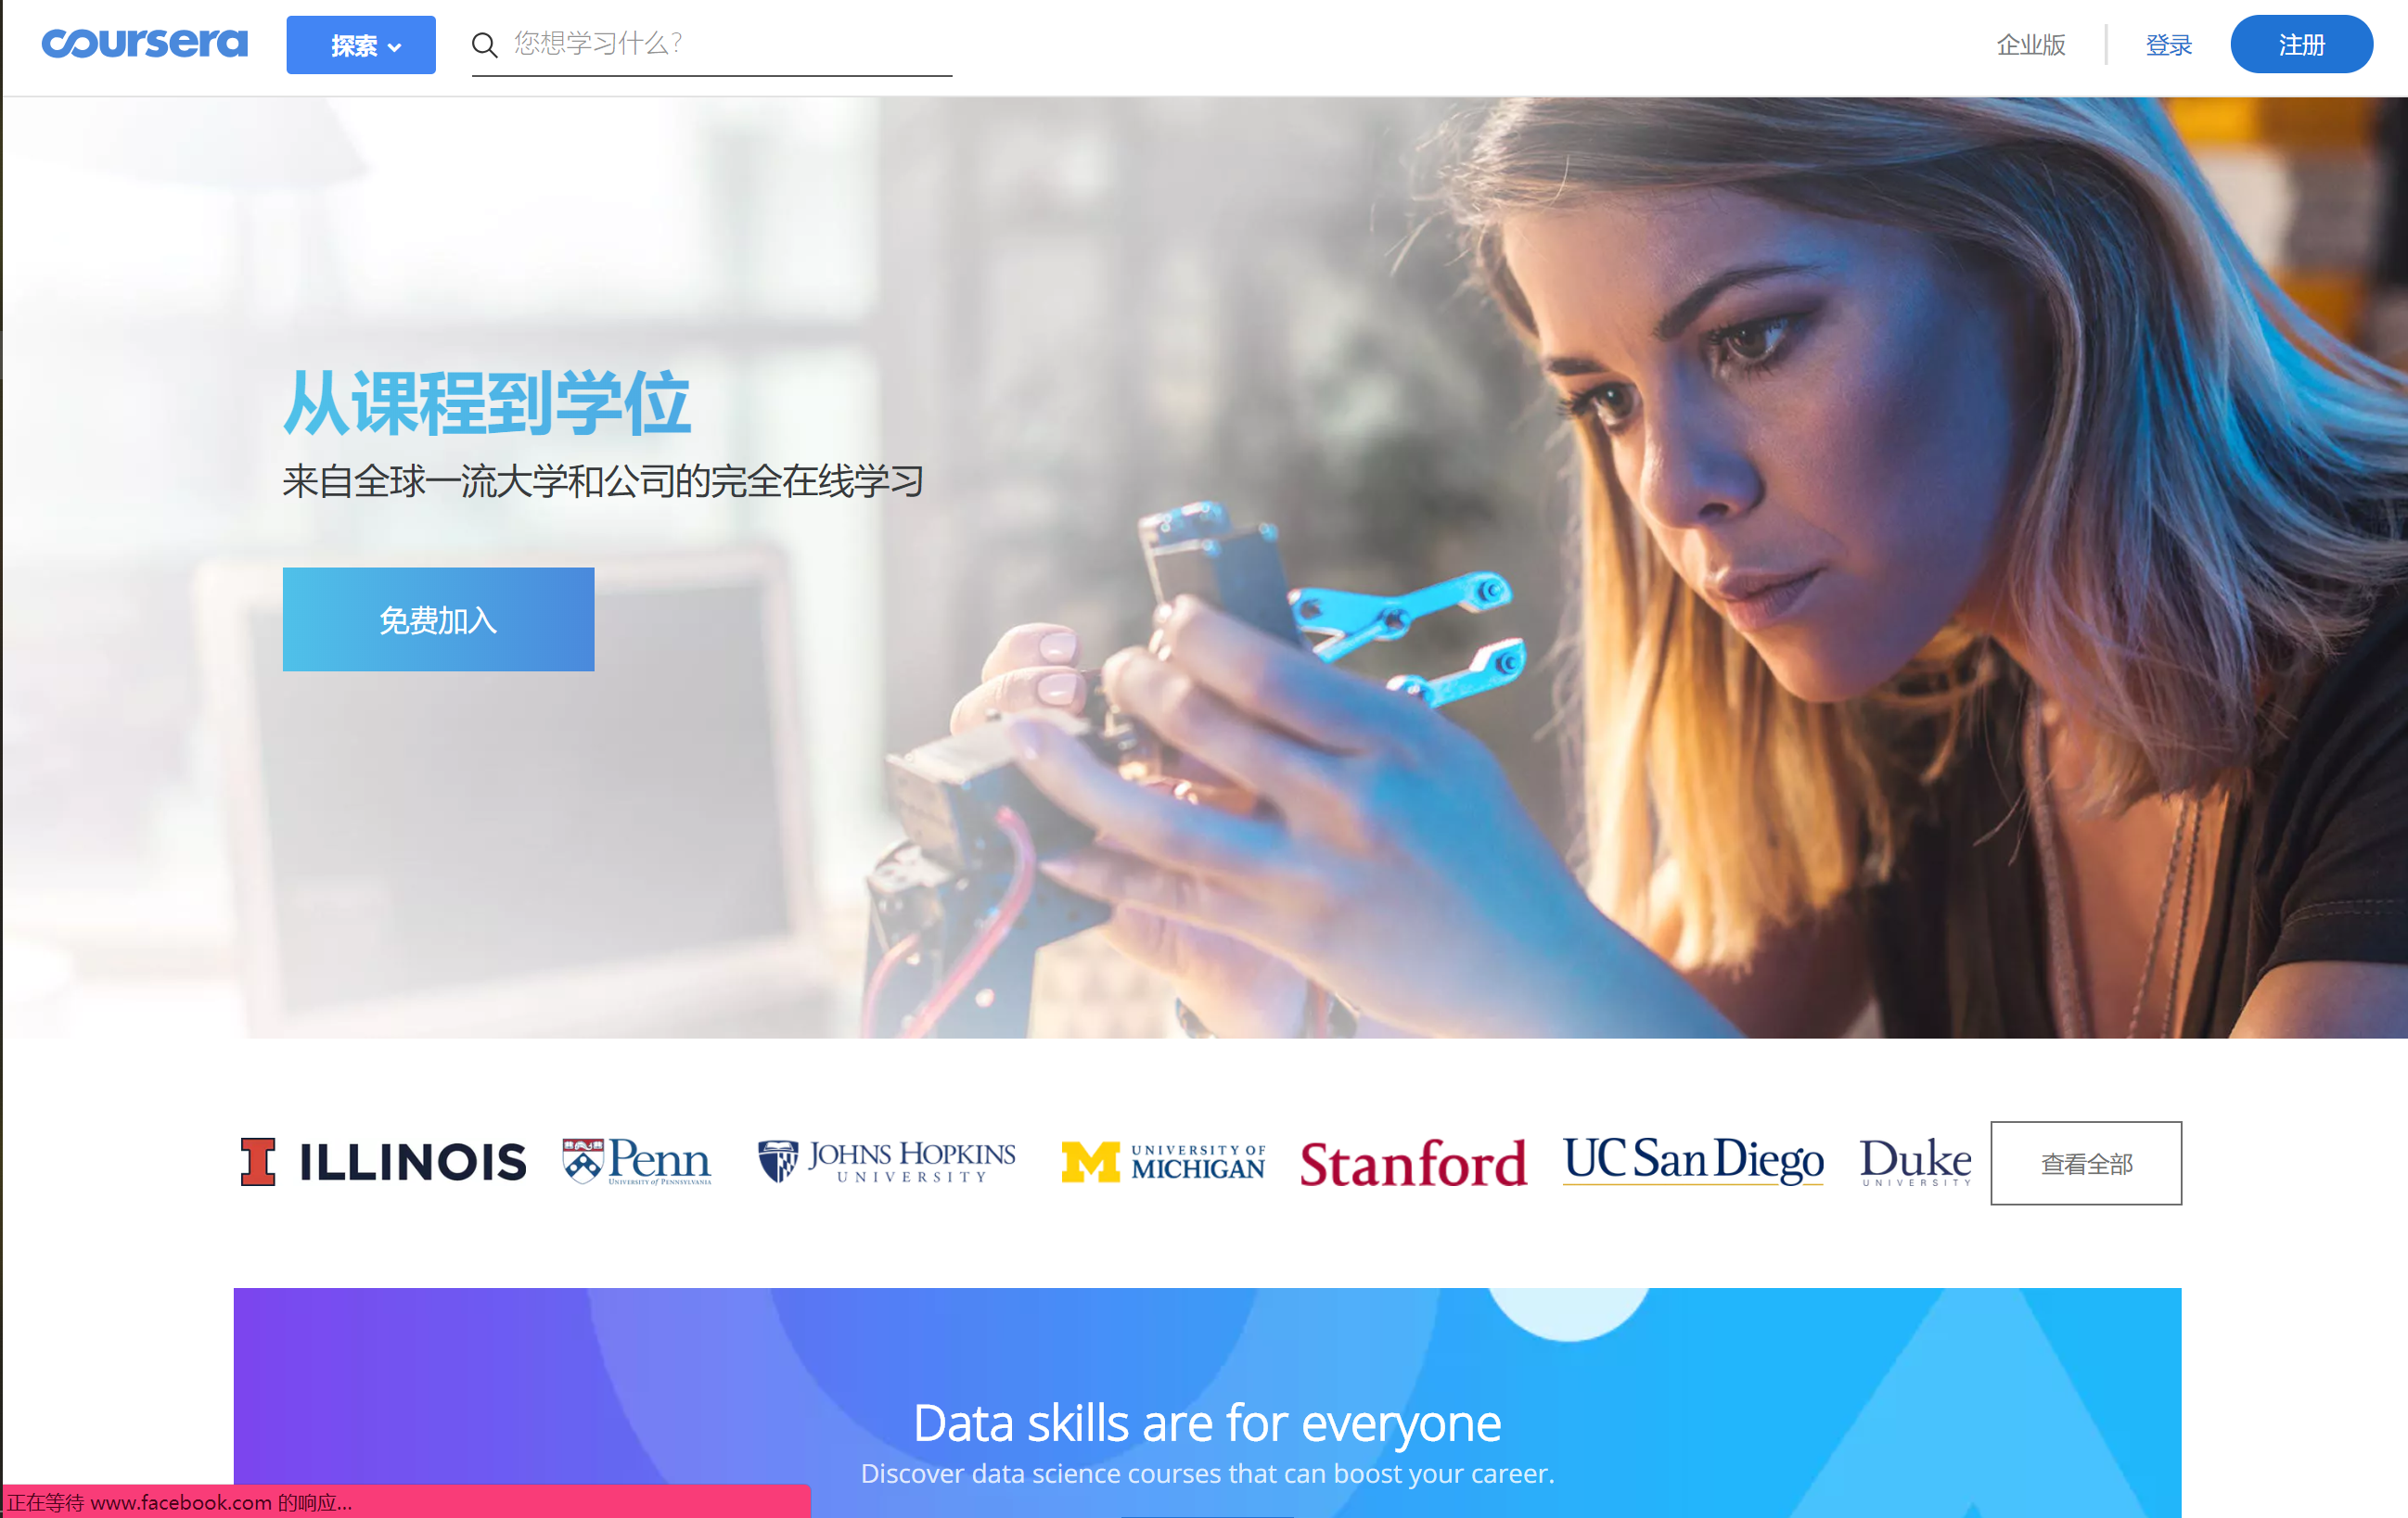 coursera
探索
您想学习什么？
企业版
登录
注册
从课程到学位
来自全球一流大学和公司的完全在线学习
免费加入
I ILLINOIS
Penn
UNIVERSITY of PENNSYLVANIA
JOHNS HOPKINS
UNIVERSITY
M
UNIVERSITY OF
MICHIGAN
Stanford
UC San Diego
Duke
UNIVERSITY
查看全部
Data skills are for everyone
Discover data science courses that can boost your career.
正在等待 www.facebook.com 的响应...